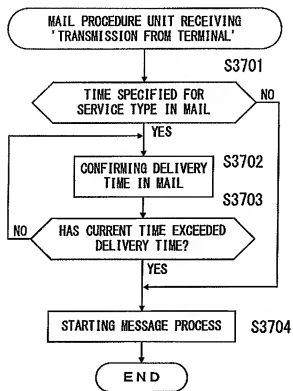 MAIL PROCEDURE UNIT RECEIVING
'TRANSMISSION FROM TERMINAL'
S3701
TIME SPECIFIED FOR
SERVICE TYPE IN MAIL
NO
YES
S3702
CONFIRMING DELIVERY
TIME IN MAIL
S3703
NO
HAS CURRENT TIME EXCEEDED
DELIVERY TIME?
YES
STARTING MESSAGE PROCESS
S3704
END